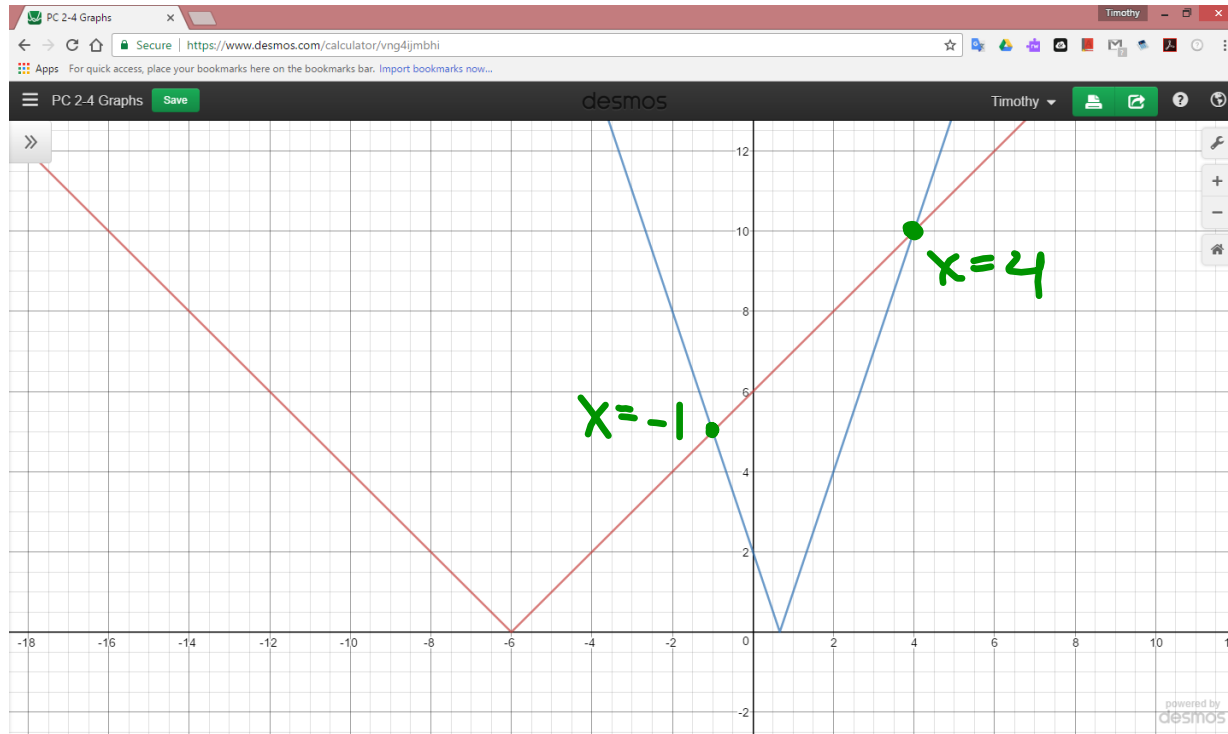 PC 2-4 Graphs
Timothy
Secure | https://www.desmos.com/calculator/vng4ijmbhi
Apps For quick access, place your bookmarks here on the bookmarks bar. Import bookmarks now...
PC 2-4 Graphs Save desmos Timothy
12
10
x=4
8
6
x=-1
4
2
-18 -16 -14 -12 -10 -8 -6 -4 -2 0 2 4 6 8 10
-2
powered by
desmos